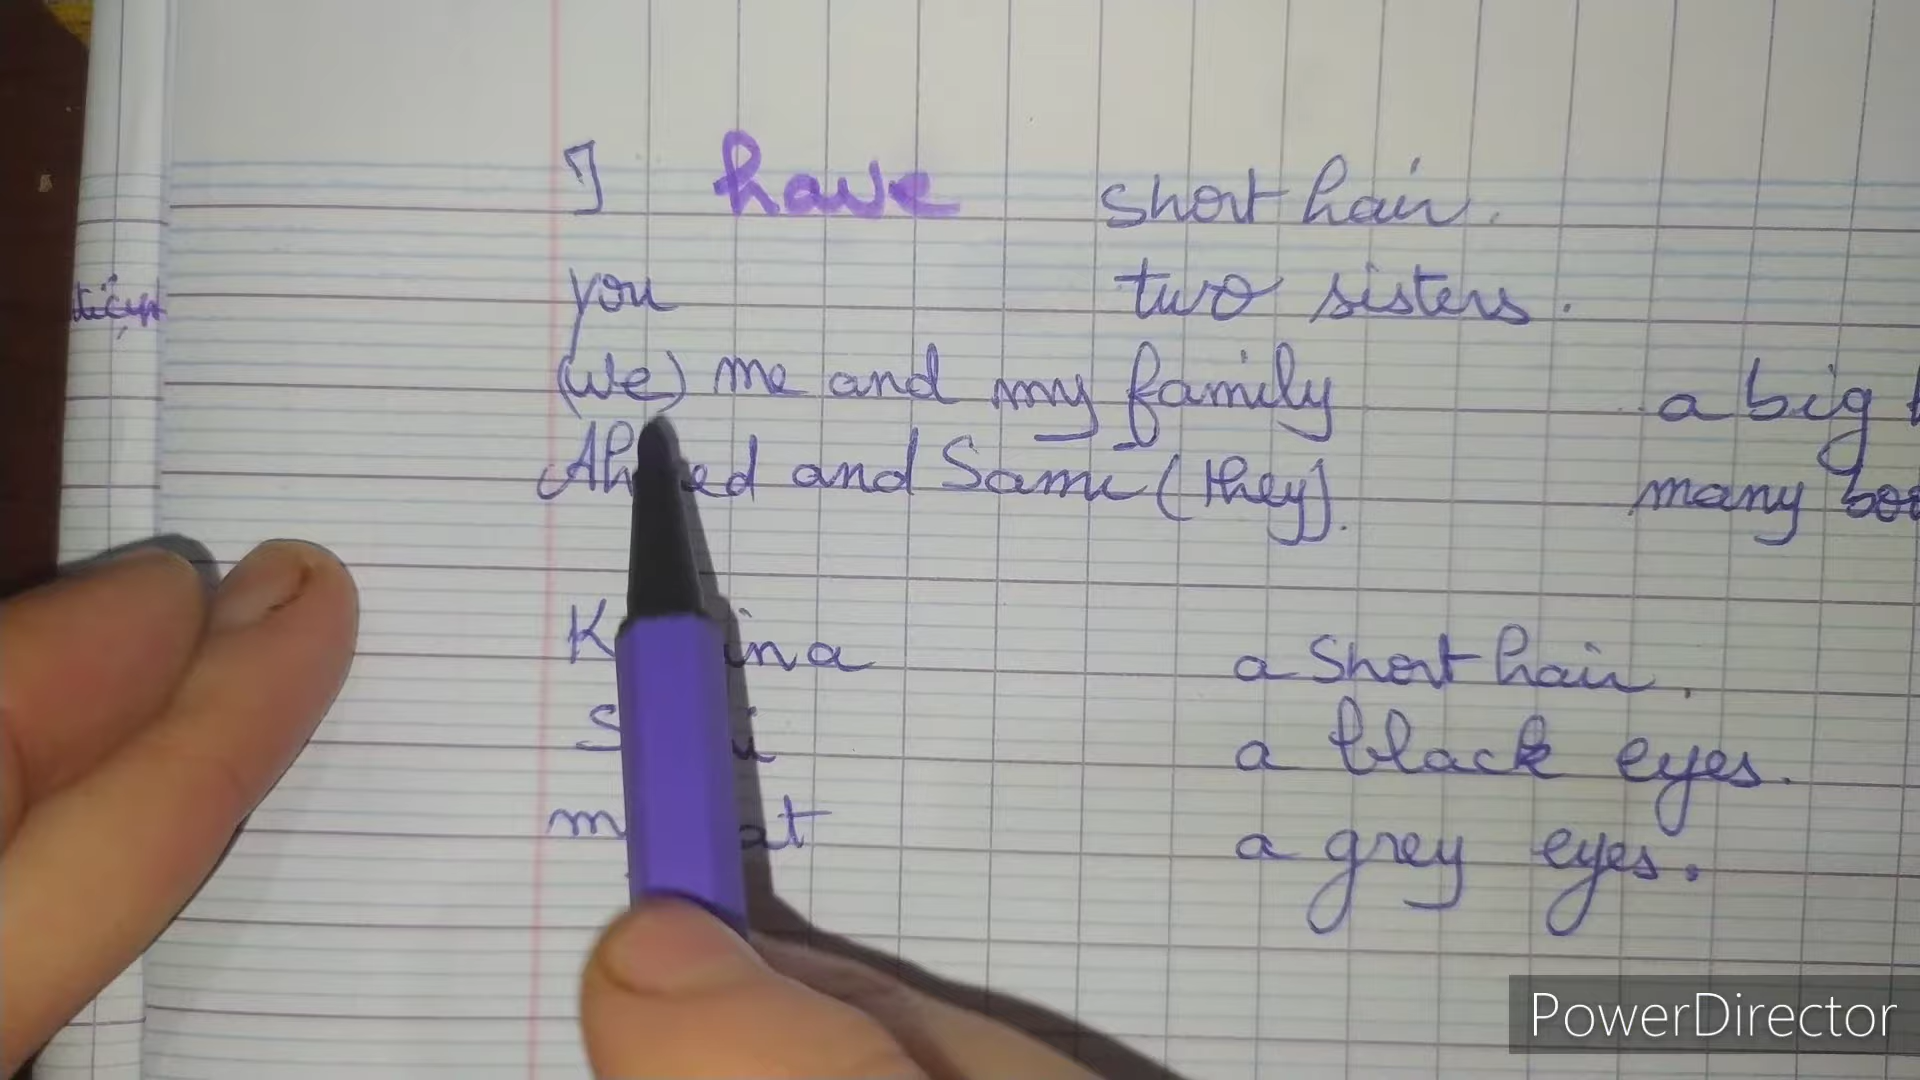 I have short hair.
you two sisters.
(we) me and my family a big
and Sami (they). many
a short hair.
a black eyes.
a grey eyes.
PowerDirector